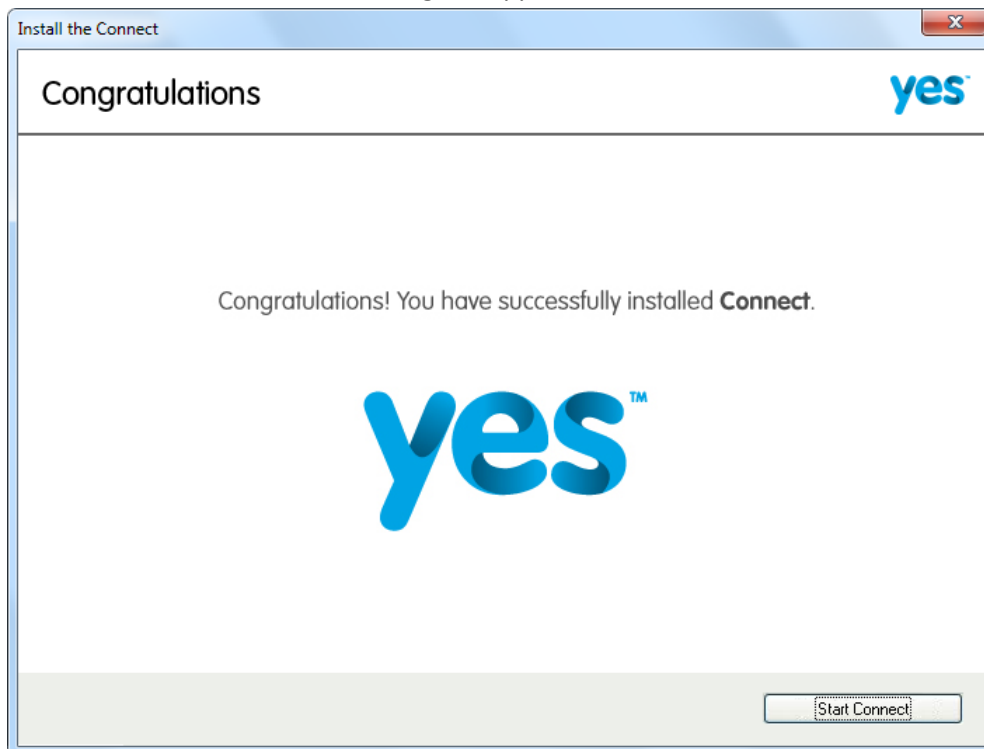 Install the Connect
Congratulations
yes™
Congratulations! You have successfully installed Connect.
yes™
Start Connect